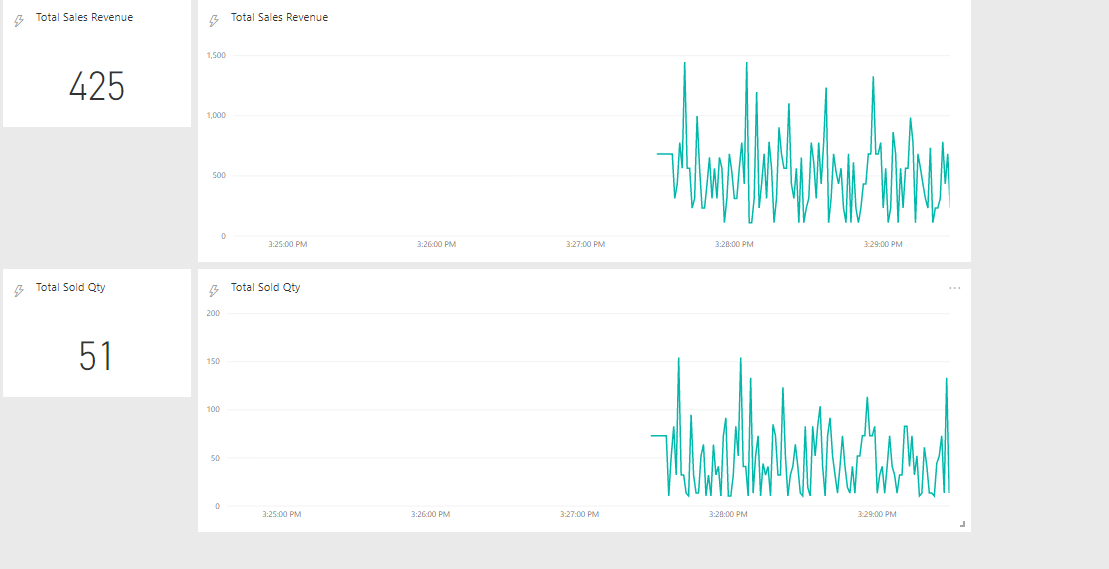 Total Sales Revenue
425
Total Sales Revenue
1,500
1,000
500
0
3:25:00 PM
3:26:00 PM
3:27:00 PM
3:28:00 PM
3:29:00 PM
Total Sold Qty
51
Total Sold Qty
200
150
100
50
0
3:25:00 PM
3:26:00 PM
3:27:00 PM
3:28:00 PM
3:29:00 PM